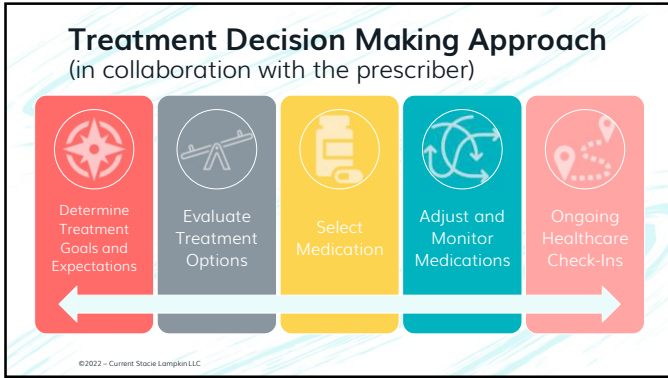 Treatment Decision Making Approach
(in collaboration with the prescriber)
Determine
Treatment
Goals and
Expectations
Evaluate
Treatment
Options
Select
Medication
Adjust and
Monitor
Medications
Ongoing
Healthcare
Check-Ins
©2022 – Current Stacie Lampkin LLC